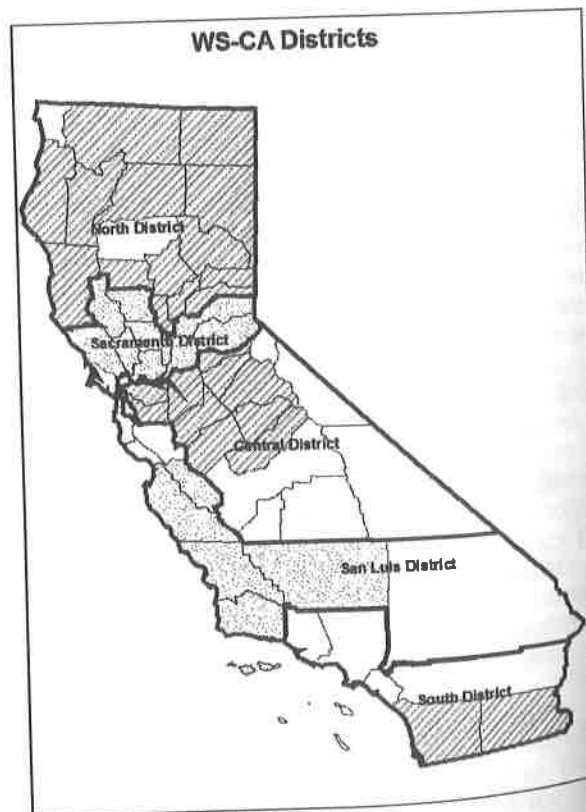 WS-CA Districts
North District
Sacramento District
Central District
San Luis District
South District